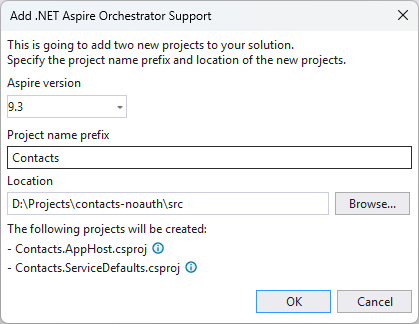 Add .NET Aspire Orchestrator Support
This is going to add two new projects to your solution.
Specify the project name prefix and location of the new projects.
Aspire version
9.3
Project name prefix
Contacts
Location
D:\Projects\contacts-noauth\src
Browse...
The following projects will be created:
- Contacts.AppHost.csproj
- Contacts.ServiceDefaults.csproj
OK
Cancel